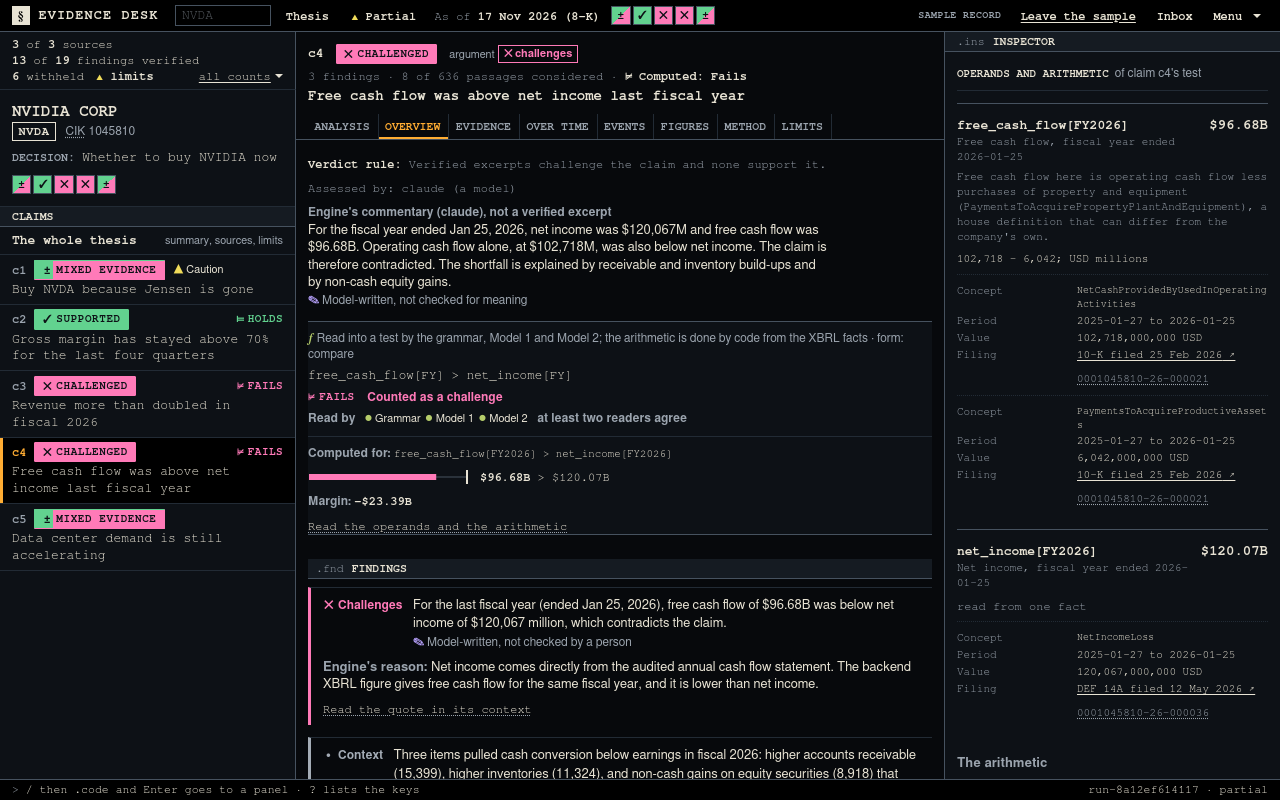 § EVIDENCE DESK NVDA Thesis ▲ Partial As of 17 Nov 2026 (8-K) ± ✓ ✕ ✕ ± SAMPLE RECORD Leave the sample Inbox Menu
3 of 3 sources
13 of 19 findings verified
6 withheld ▲ limits all counts
NVIDIA CORP
NVDA CIK 1045810
DECISION: Whether to buy NVIDIA now
± ✓ ✕ ✕ ±
CLAIMS
The whole thesis summary, sources, limits
c1 ± MIXED EVIDENCE ▲ Caution
Buy NVDA because Jensen is gone
c2 ✓ SUPPORTED ⊨ HOLDS
Gross margin has stayed above 70%
for the last four quarters
c3 ✕ CHALLENGED ⊭ FAILS
Revenue more than doubled in
fiscal 2026
c4 ✕ CHALLENGED ⊭ FAILS
Free cash flow was above net
income last fiscal year
c5 ± MIXED EVIDENCE
Data center demand is still
accelerating
c4 ✕ CHALLENGED argument ✕ challenges
3 findings · 8 of 636 passages considered · ⊭ Computed: Fails
Free cash flow was above net income last fiscal year
ANALYSIS OVERVIEW EVIDENCE OVER TIME EVENTS FIGURES METHOD LIMITS
Verdict rule: Verified excerpts challenge the claim and none support it.
Assessed by: claude (a model)
Engine's commentary (claude), not a verified excerpt
For the fiscal year ended Jan 25, 2026, net income was $120,067M and free cash flow was
$96.68B. Operating cash flow alone, at $102,718M, was also below net income. The claim is
therefore contradicted. The shortfall is explained by receivable and inventory build-ups and
by non-cash equity gains.
✎ Model-written, not checked for meaning
ƒ Read into a test by the grammar, Model 1 and Model 2; the arithmetic is done by code from the XBRL facts · form:
compare
free_cash_flow[FY] > net_income[FY]
⊭ FAILS Counted as a challenge
Read by ● Grammar ● Model 1 ● Model 2 at least two readers agree
Computed for: free_cash_flow[FY2026] > net_income[FY2026]
$96.68B > $120.07B
Margin: −$23.39B
Read the operands and the arithmetic
.fnd FINDINGS
✕ Challenges For the last fiscal year (ended Jan 25, 2026), free cash flow of $96.68B was below net
income of $120,067 million, which contradicts the claim.
✎ Model-written, not checked by a person
Engine's reason: Net income comes directly from the audited annual cash flow statement. The backend
XBRL figure gives free cash flow for the same fiscal year, and it is lower than net income.
Read the quote in its context
• Context Three items pulled cash conversion below earnings in fiscal 2026: higher accounts receivable
(15,399), higher inventories (11,324), and non-cash gains on equity securities (8,918) that
.ins INSPECTOR
OPERANDS AND ARITHMETIC of claim c4's test
free_cash_flow[FY2026] $96.68B
Free cash flow, fiscal year ended
2026-01-25
Free cash flow here is operating cash flow less
purchases of property and equipment
(PaymentsToAcquirePropertyPlantAndEquipment), a
house definition that can differ from the
company's own.
102,718 − 6,042; USD millions
Concept NetCashProvidedByUsedInOperating
Activities
Period 2025-01-27 to 2026-01-25
Value 102,718,000,000 USD
Filing 10-K filed 25 Feb 2026 ↗
0001045810-26-000021
Concept PaymentsToAcquireProductiveAsset
s
Period 2025-01-27 to 2026-01-25
Value 6,042,000,000 USD
Filing 10-K filed 25 Feb 2026 ↗
0001045810-26-000021
net_income[FY2026] $120.07B
Net income, fiscal year ended 2026-
01-25
read from one fact
Concept NetIncomeLoss
Period 2025-01-27 to 2026-01-25
Value 120,067,000,000 USD
Filing DEF 14A filed 12 May 2026 ↗
0001045810-26-000036
The arithmetic
> / then .code and Enter goes to a panel · ? lists the keys run-8a12ef614117 · partial